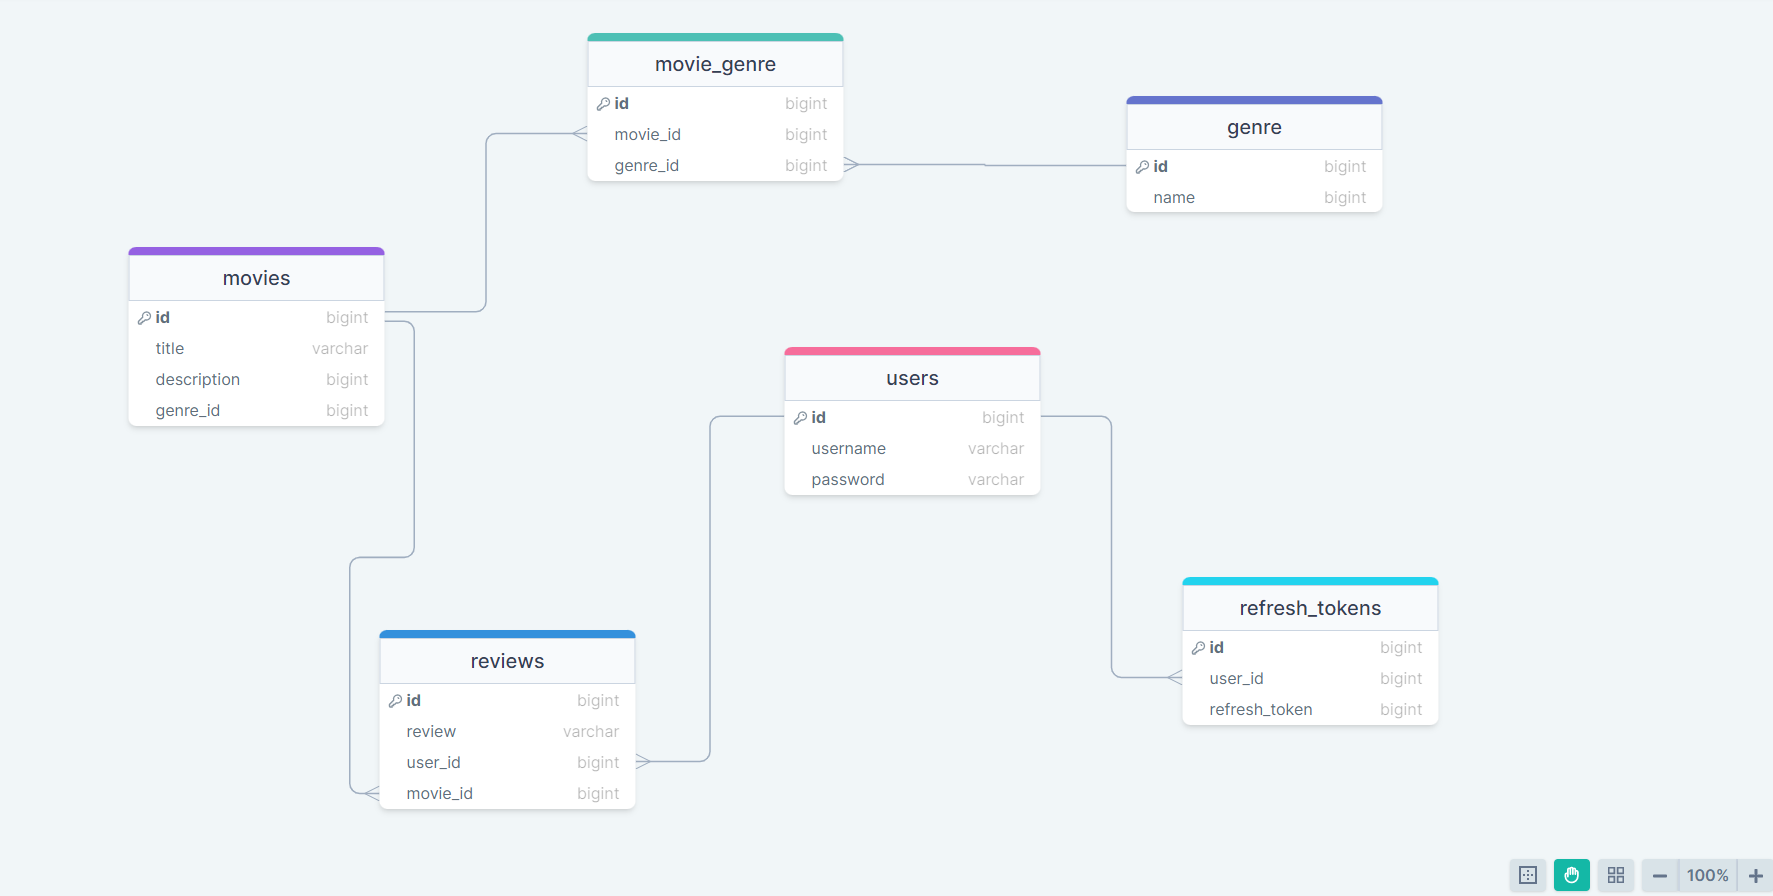 movie_genre
id bigint
movie_id bigint
genre_id bigint
genre
id bigint
name bigint
movies
id bigint
title varchar
description bigint
genre_id bigint
users
id bigint
username varchar
password varchar
refresh_tokens
id bigint
user_id bigint
refresh_token bigint
reviews
id bigint
review varchar
user_id bigint
movie_id bigint
100%